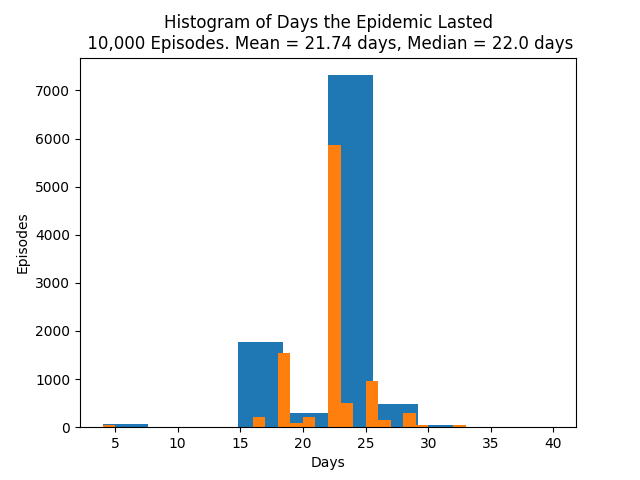 Histogram of Days the Epidemic Lasted
10,000 Episodes. Mean = 21.74 days, Median = 22.0 days
7000
6000
5000
4000
3000
2000
1000
0
Episodes
5 10 15 20 25 30 35 40
Days